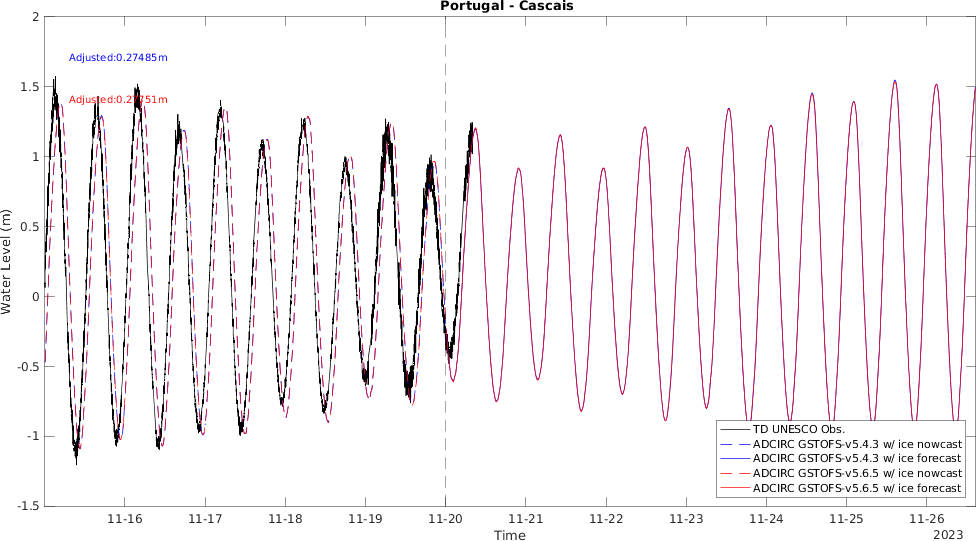 Portugal - Cascais
2
Adjusted:0.27485m
1.5
Adjusted:0.27751m
1
0.5
Water Level (m)
0
-0.5
-1
-1.5
TD UNESCO Obs.
ADCIRC GSTOFS-v5.4.3 w/ ice nowcast
ADCIRC GSTOFS-v5.4.3 w/ ice forecast
ADCIRC GSTOFS-v5.6.5 w/ ice nowcast
ADCIRC GSTOFS-v5.6.5 w/ ice forecast
11-16 11-17 11-18 11-19 11-20 11-21 11-22 11-23 11-24 11-25 11-26
Time
2023